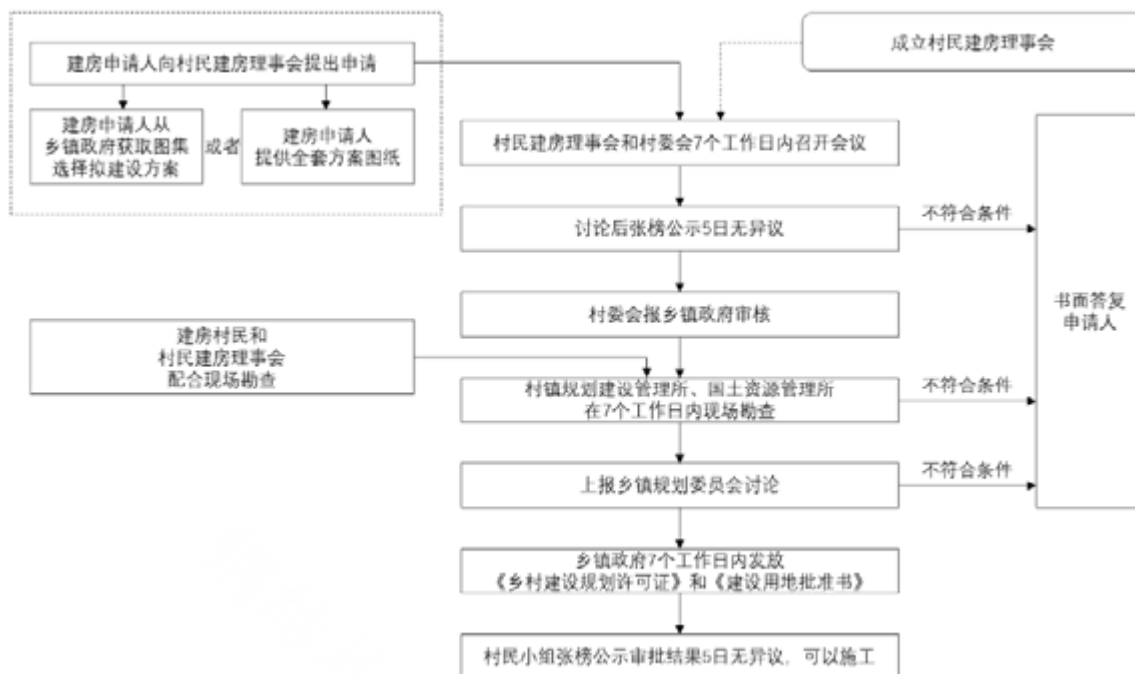 成立村民建房理事会
建房申请人向村民建房理事会提出申请
建房申请人从
乡镇政府获取图集
选择拟建设方案
或者
建房申请人
提供全套方案图纸
村民建房理事会和村委会7个工作日内召开会议
讨论后张榜公示5日无异议
不符合条件
书面答复
申请人
村委会报乡镇政府审核
建房村民和
村民建房理事会
配合现场勘查
村镇规划建设管理所、国土资源管理所
在7个工作日内现场勘查
不符合条件
上报乡镇规划委员会讨论
不符合条件
乡镇政府7个工作日内发放
《乡村建设规划许可证》和《建设用地批准书》
村民小组张榜公示审批结果5日无异议，可以施工